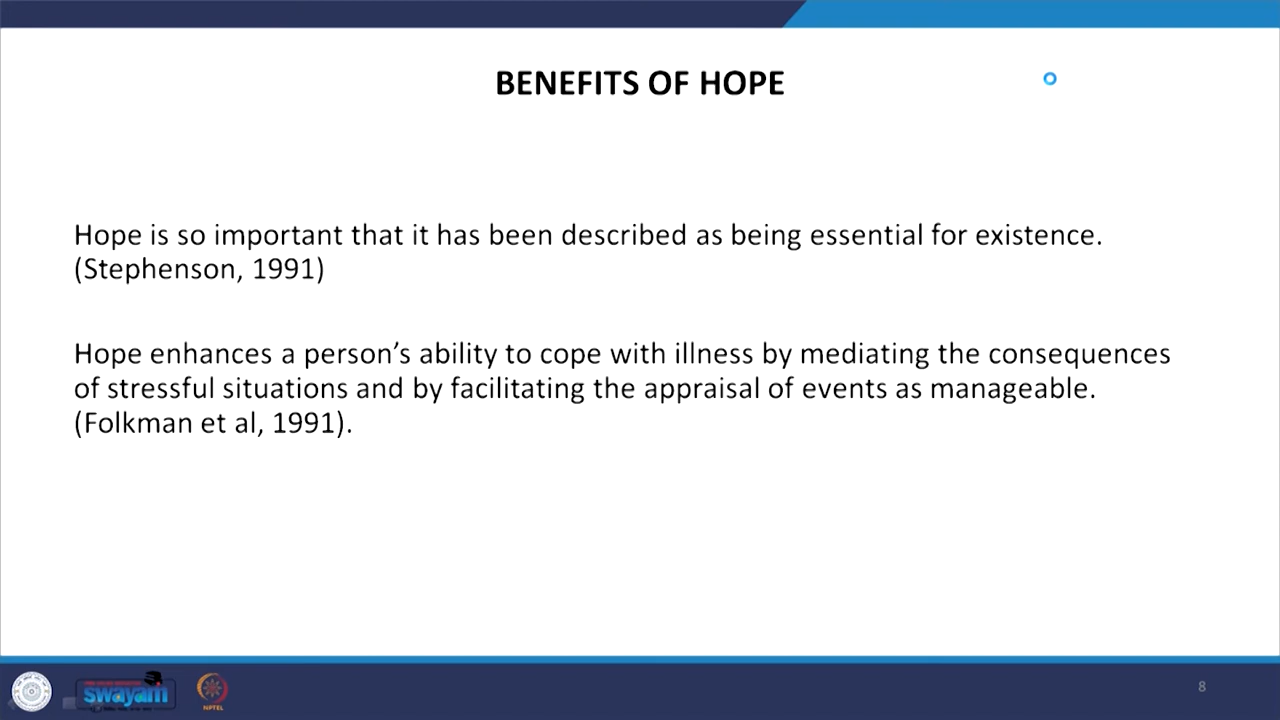 BENEFITS OF HOPE
Hope is so important that it has been described as being essential for existence.
(Stephenson, 1991)
Hope enhances a person’s ability to cope with illness by mediating the consequences
of stressful situations and by facilitating the appraisal of events as manageable.
(Folkman et al, 1991).
swayam
NPTEL
8